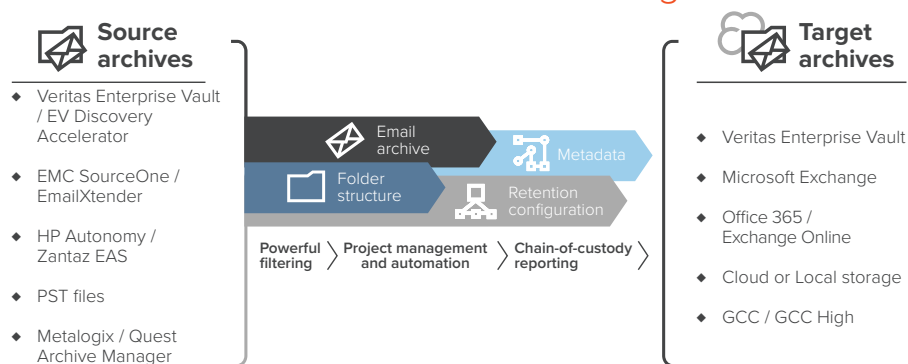 Source
archives
◆ Veritas Enterprise Vault
/ EV Discovery
Accelerator
◆ EMC SourceOne /
EmailXtender
◆ HP Autonomy /
Zantaz EAS
◆ PST files
◆ Metalogix / Quest
Archive Manager
Email
archive
Metadata
Folder
structure
Retention
configuration
Powerful
filtering
Project management
and automation
Chain-of-custody
reporting
Target
archives
◆ Veritas Enterprise Vault
◆ Microsoft Exchange
◆ Office 365 /
Exchange Online
◆ Cloud or Local storage
◆ GCC / GCC High